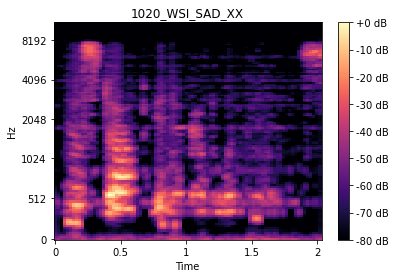 1020_WSI_SAD_XX
+0 dB
8192
-10 dB
4096
-20 dB
-30 dB
2048
Hz
-40 dB
1024
-50 dB
512
-60 dB
-70 dB
0
-80 dB
0 0.5 1 1.5 2
Time